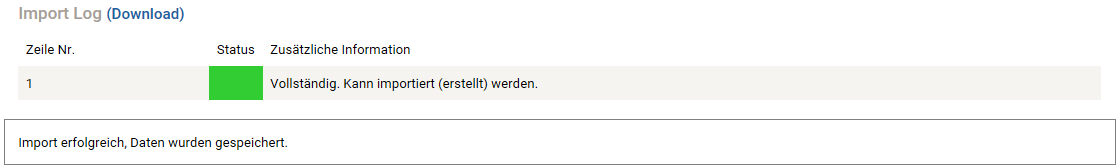 Import Log (Download)
Zeile Nr. Status Zusätzliche Information
1 Vollständig. Kann importiert (erstellt) werden.
Import erfolgreich, Daten wurden gespeichert.